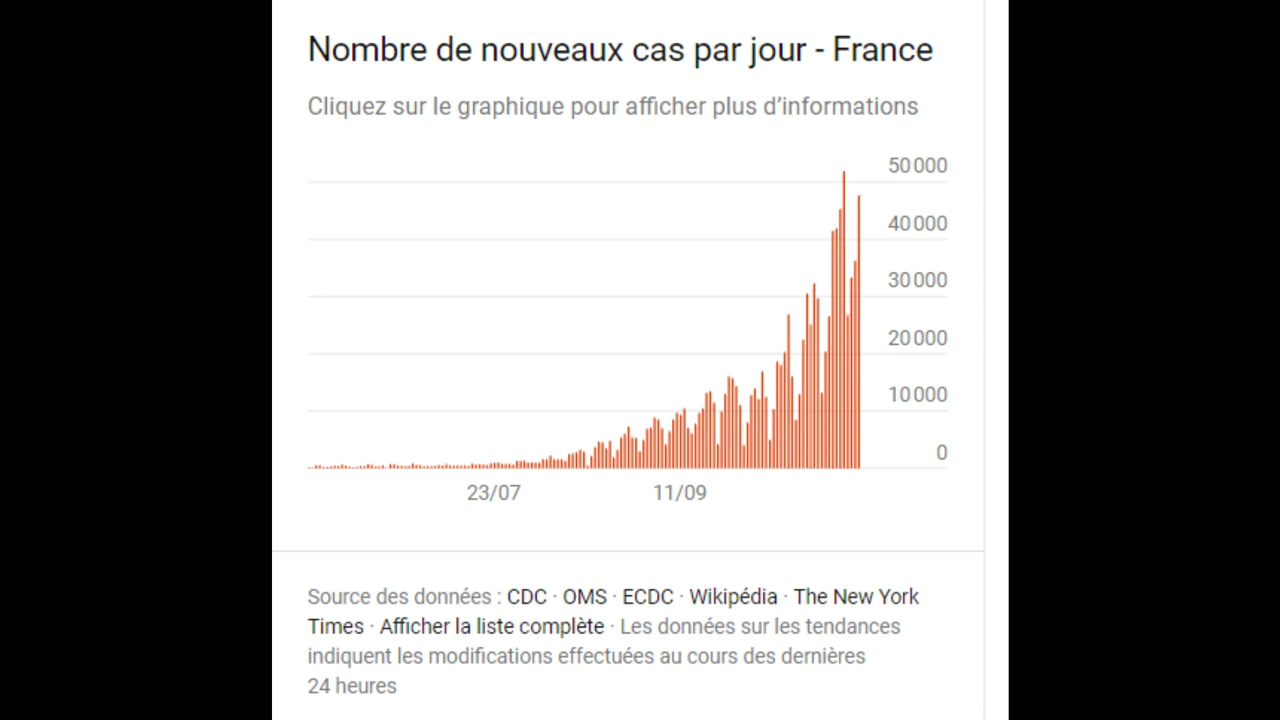 Nombre de nouveaux cas par jour - France
Cliquez sur le graphique pour afficher plus d’informations
50 000
40 000
30 000
20 000
10 000
0
23/07
11/09
Source des données : CDC · OMS · ECDC · Wikipédia · The New York
Times · Afficher la liste complète · Les données sur les tendances
indiquent les modifications effectuées au cours des dernières
24 heures